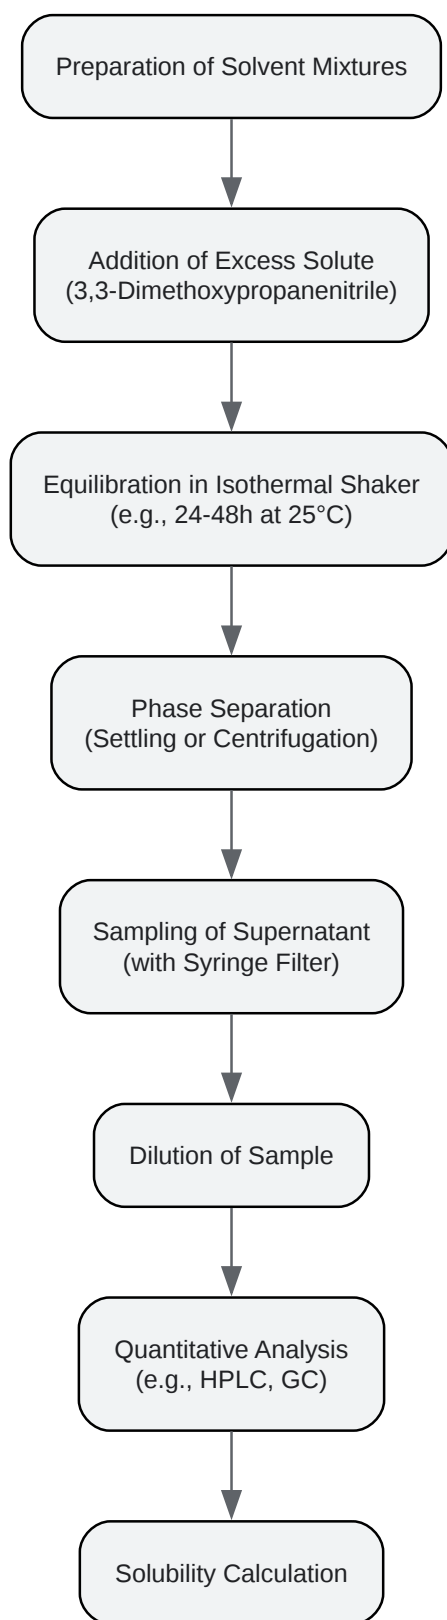 Preparation of Solvent Mixtures
Addition of Excess Solute
(3,3-Dimethoxypropanenitrile)
Equilibration in Isothermal Shaker
(e.g., 24-48h at 25°C)
Phase Separation
(Settling or Centrifugation)
Sampling of Supernatant
(with Syringe Filter)
Dilution of Sample
Quantitative Analysis
(e.g., HPLC, GC)
Solubility Calculation